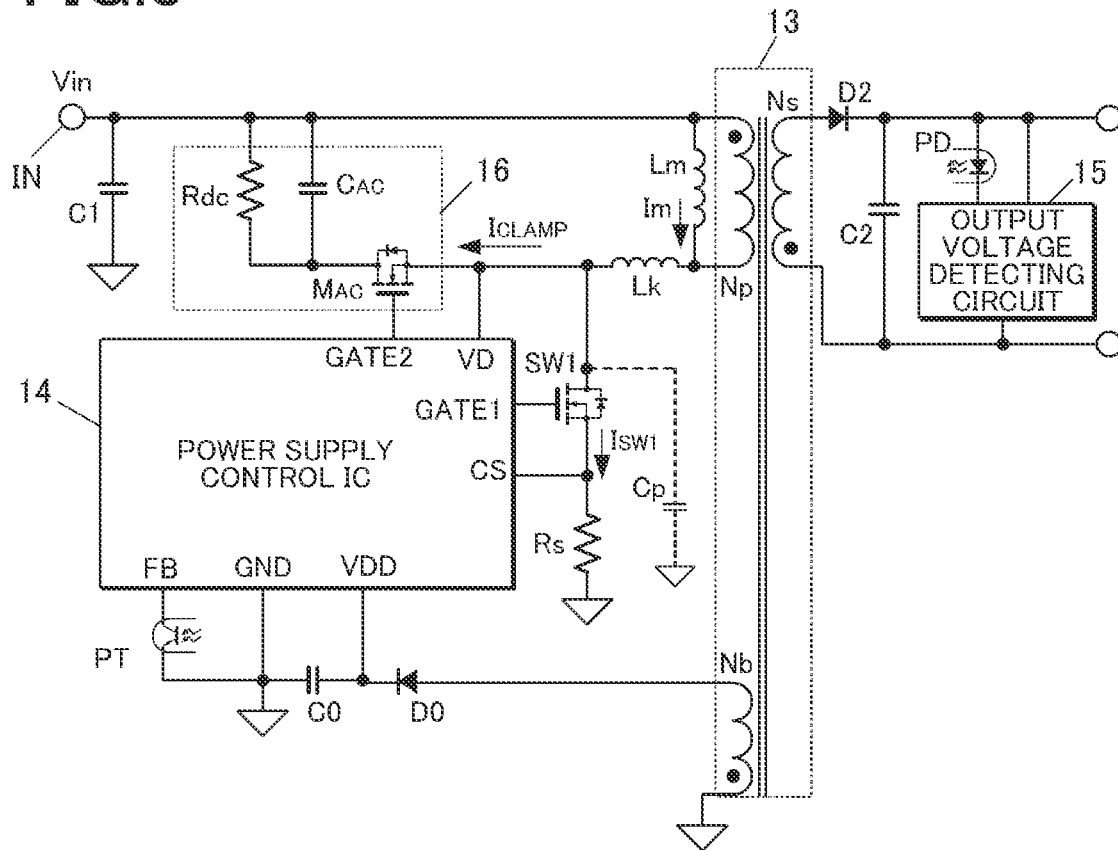 13
Vin
Ns
D2
IN
C1
Rdc
CAC
16
Lm
Im
PD
15
ICLAMP
C2
OUTPUT
VOLTAGE
DETECTING
CIRCUIT
MAC
Lk
Np
GATE2
VD
14
SW1
GATE1
POWER SUPPLY
CONTROL IC
ISW1
CS
Cp
Rs
FB
GND
VDD
PT
Nb
C0
D0